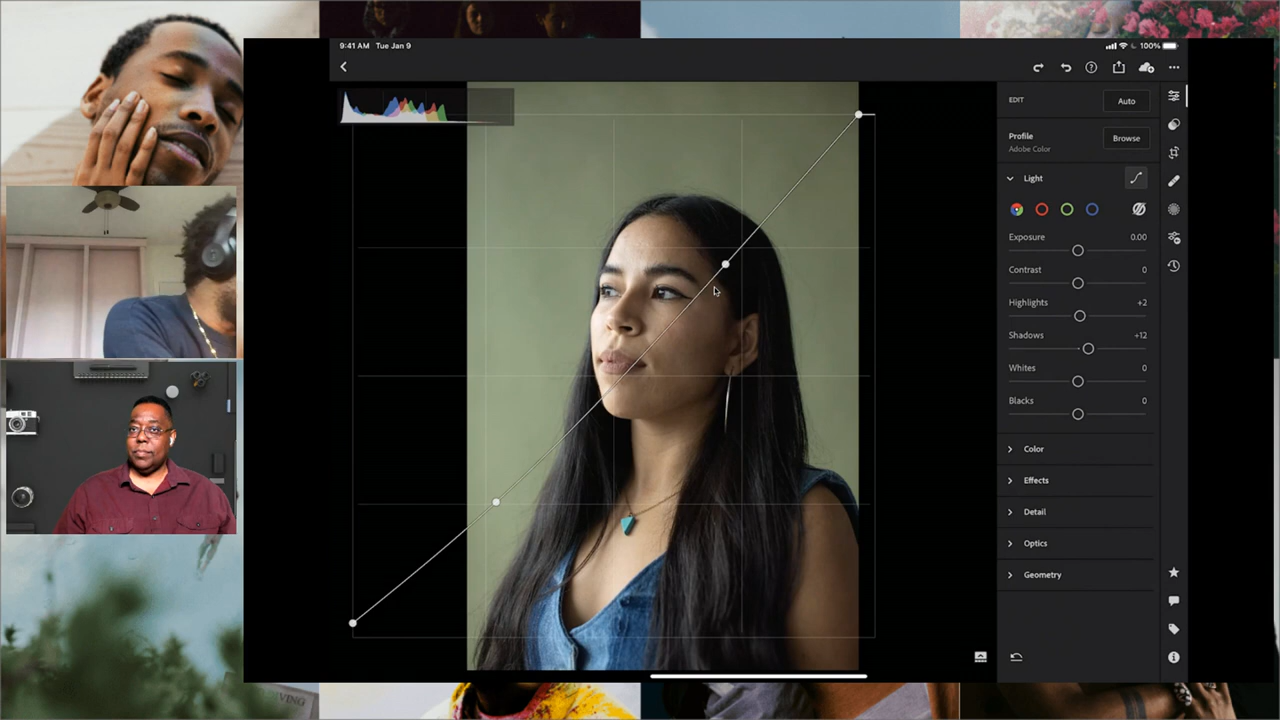 9:41 AM Tue Jan 9
100%
EDIT
Auto
Profile
Adobe Color
Browse
Light
Exposure 0.00
Contrast 0
Highlights +2
Shadows +12
Whites 0
Blacks 0
Color
Effects
Detail
Optics
Geometry
VING